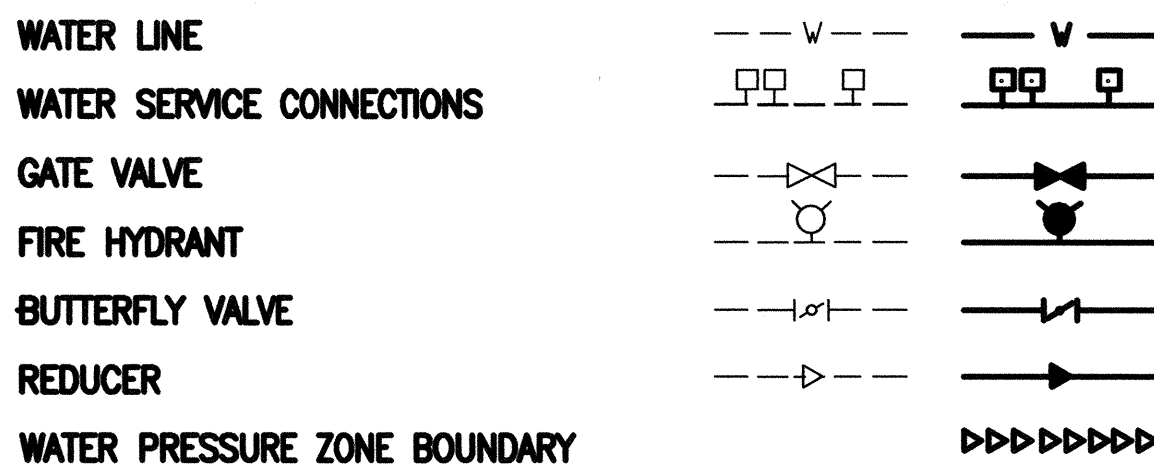 WATER LINE W W
WATER SERVICE CONNECTIONS
GATE VALVE
FIRE HYDRANT
BUTTERFLY VALVE
REDUCER
WATER PRESSURE ZONE BOUNDARY